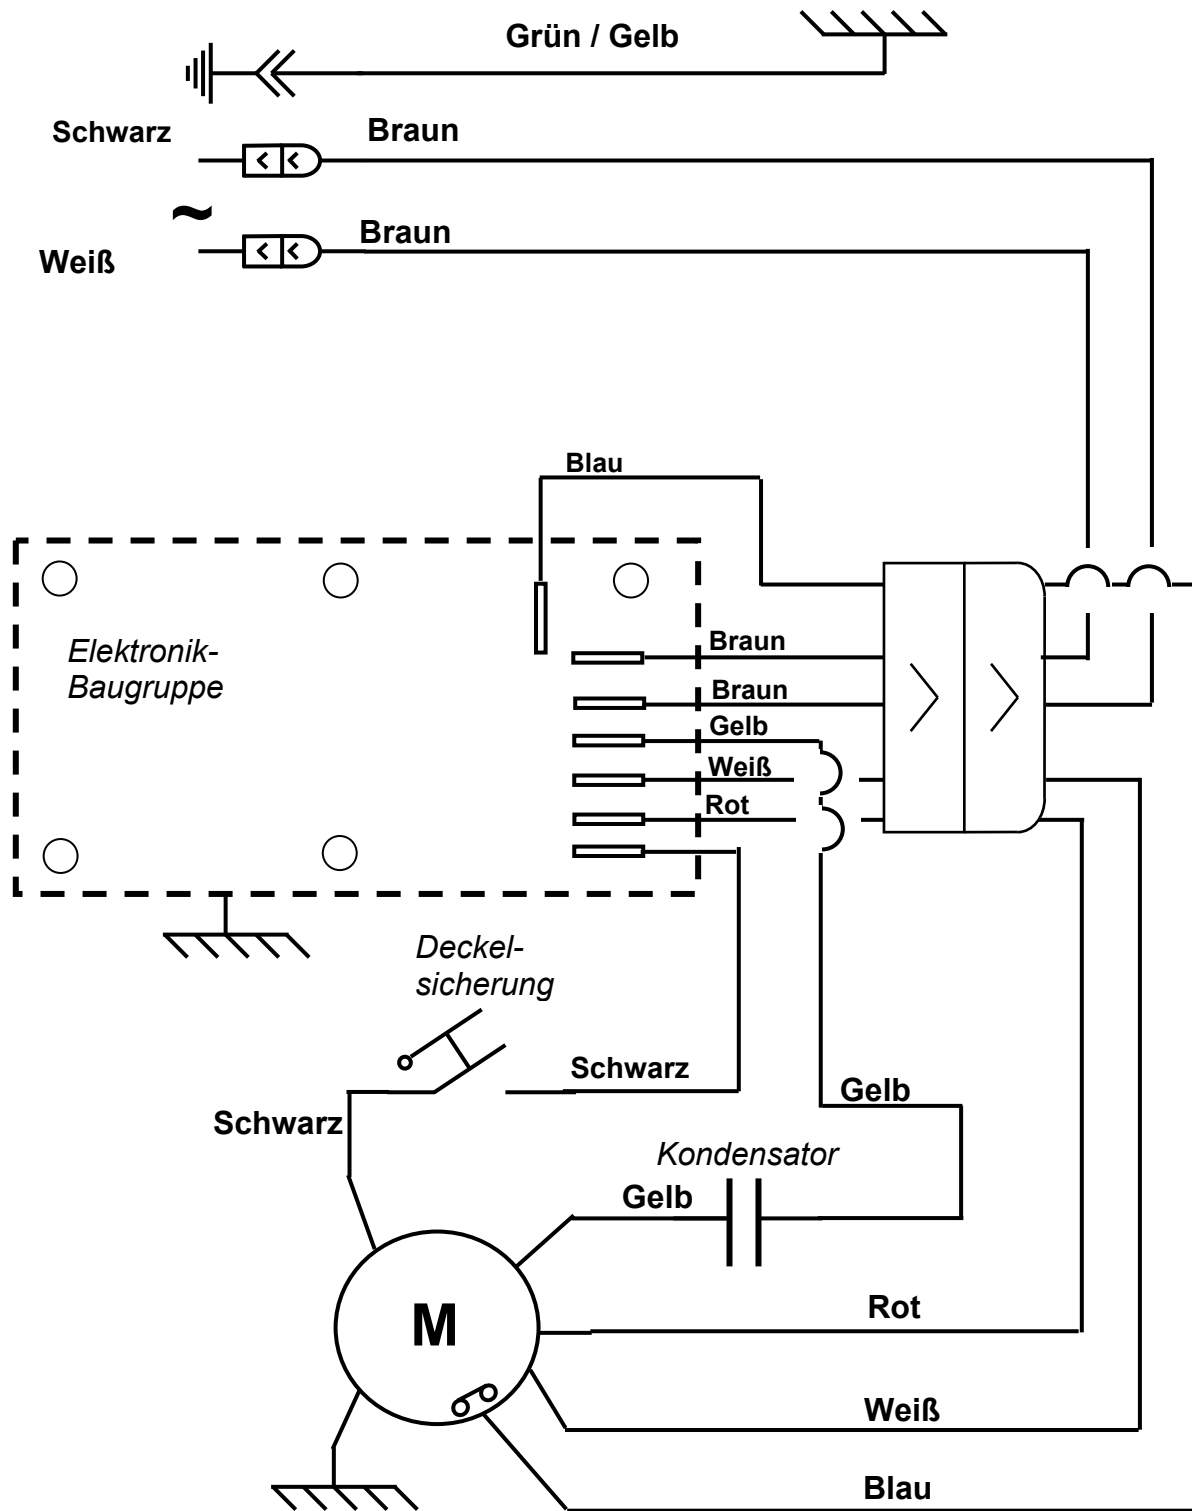 Grün / Gelb
Schwarz
Braun
~
Braun
Weiß
Blau
Elektronik-
Baugruppe
Braun
Braun
Gelb
Weiß
Rot
Deckel-
sicherung
Schwarz
Gelb
Schwarz
Kondensator
Gelb
M
Rot
Weiß
Blau